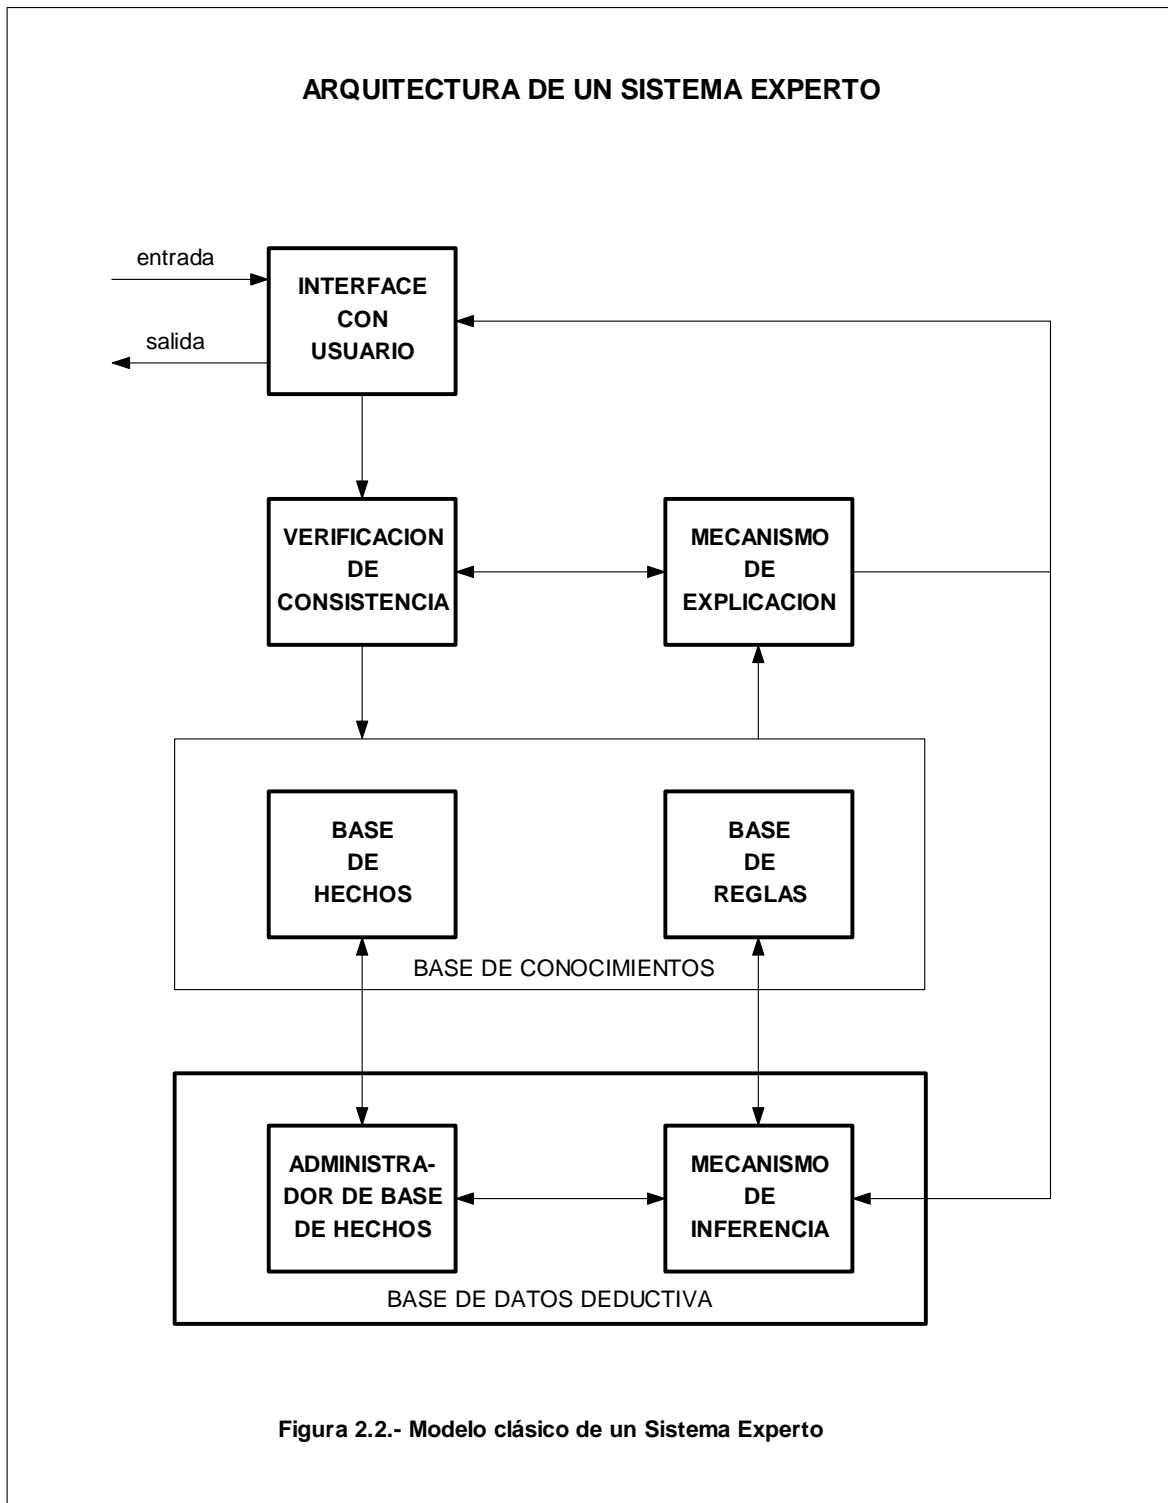 ARQUITECTURA DE UN SISTEMA EXPERTO
entrada
salida
INTERFACE
CON
USUARIO
VERIFICACION
DE
CONSISTENCIA
MECANISMO
DE
EXPLICACION
BASE
DE
HECHOS
BASE
DE
REGLAS
BASE DE CONOCIMIENTOS
ADMINISTRA-
DOR DE BASE
DE HECHOS
MECANISMO
DE
INFERENCIA
BASE DE DATOS DEDUCTIVA
Figura 2.2.- Modelo clásico de un Sistema Experto